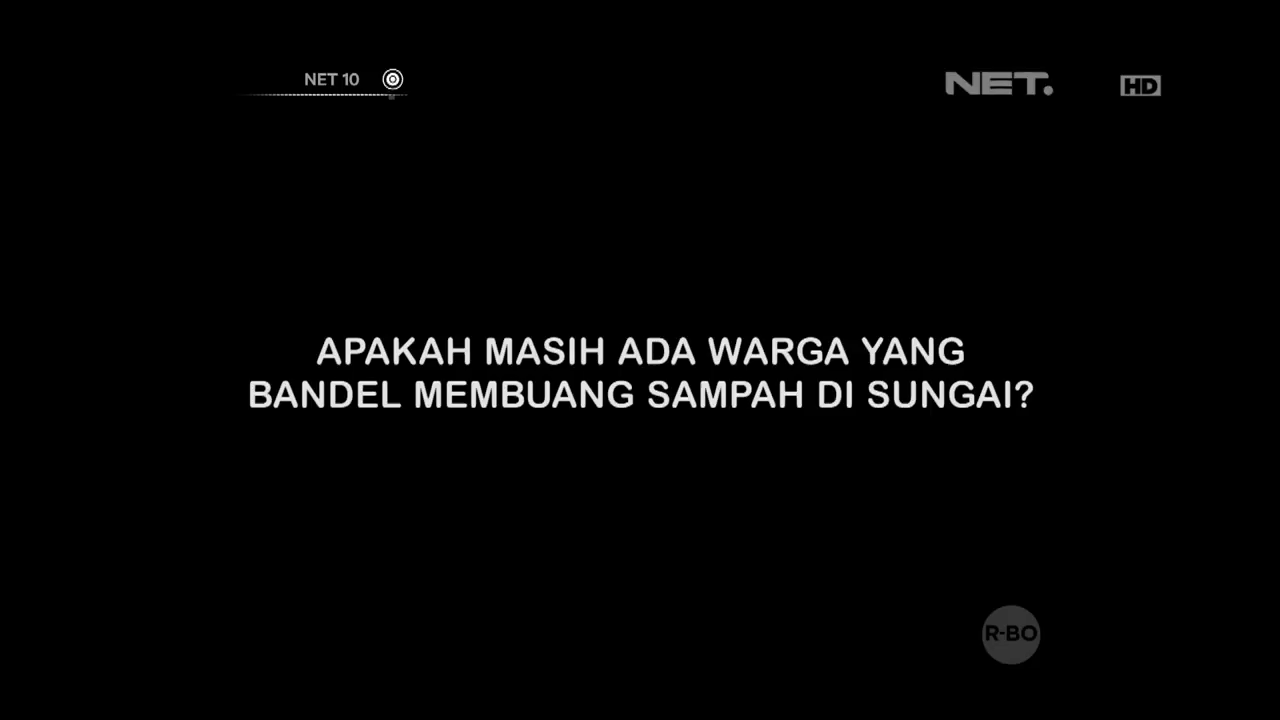 NET 10
NET.
HD
APAKAH MASIH ADA WARGA YANG
BANDEL MEMBUANG SAMPAH DI SUNGAI?
R-BO